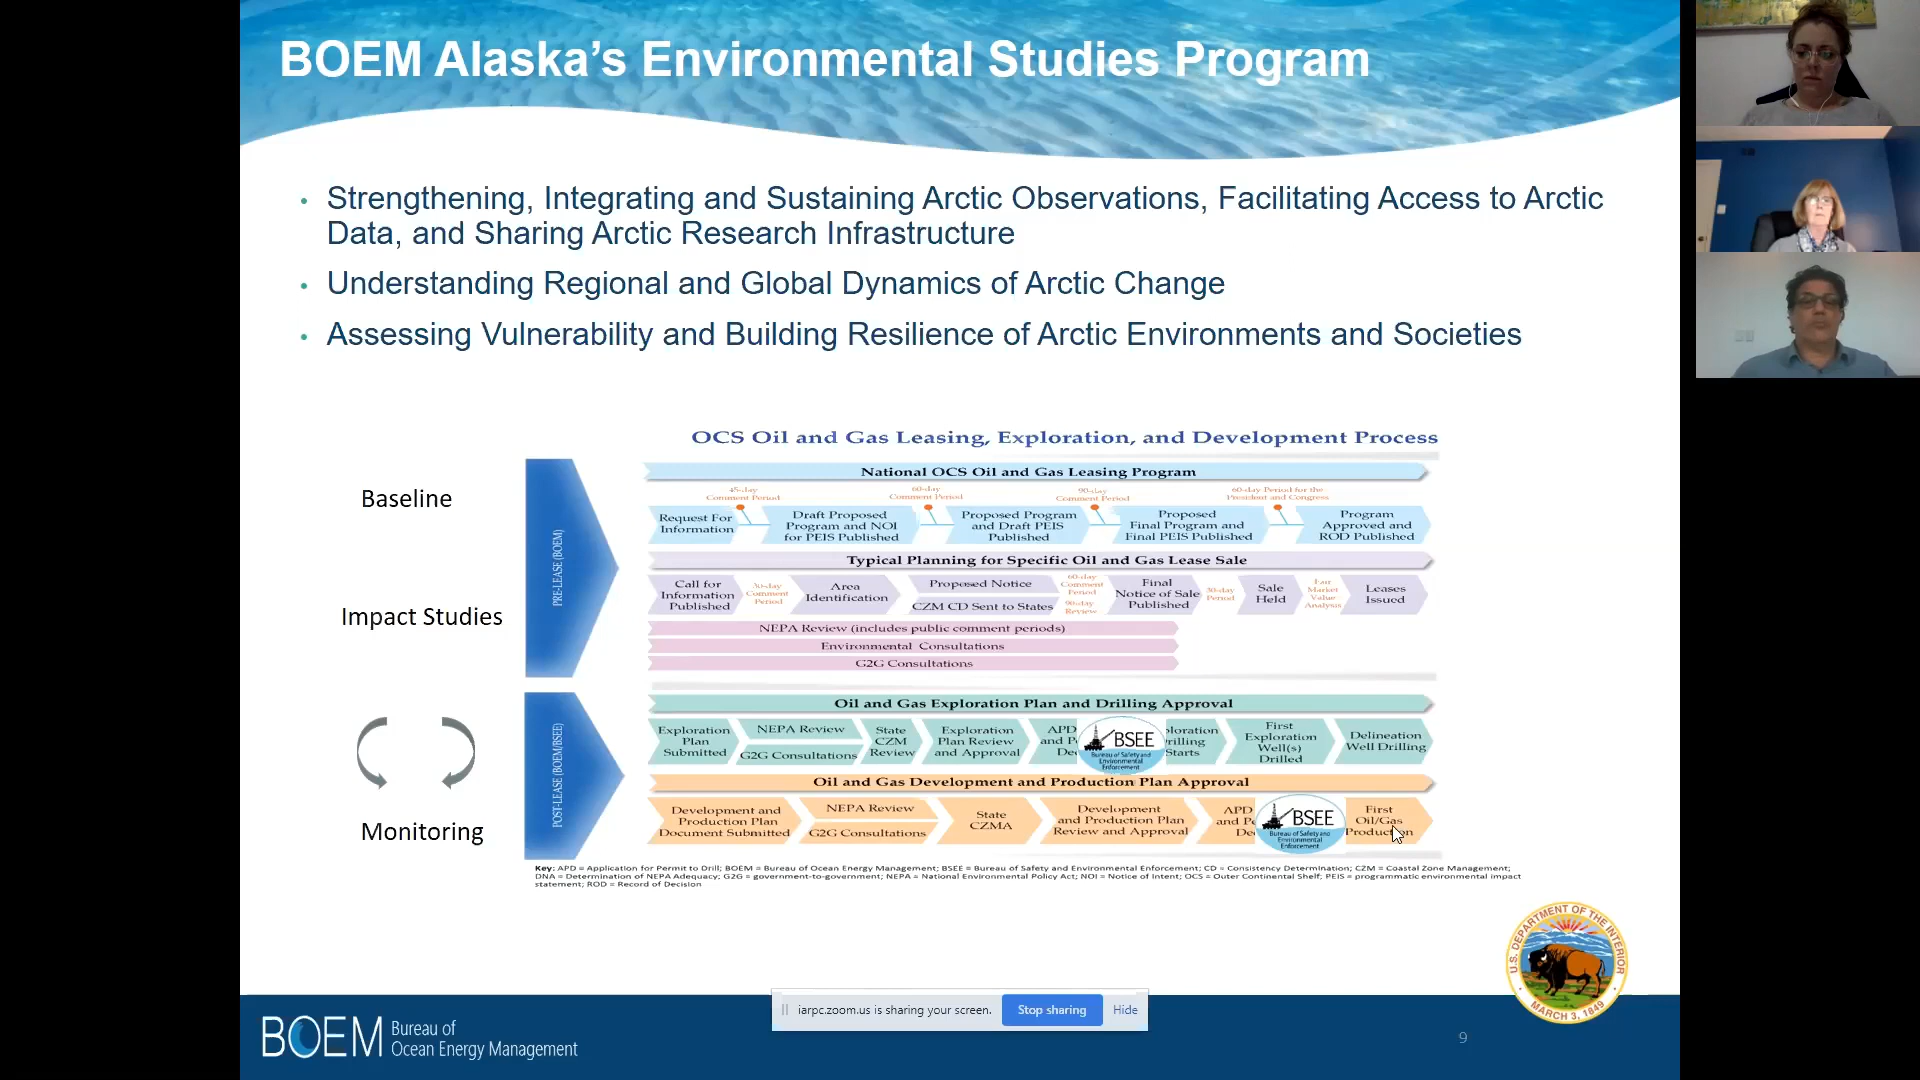 BOEM Alaska's Environmental Studies Program
• Strengthening, Integrating and Sustaining Arctic Observations, Facilitating Access to Arctic
Data, and Sharing Arctic Research Infrastructure
• Understanding Regional and Global Dynamics of Arctic Change
• Assessing Vulnerability and Building Resilience of Arctic Environments and Societies
Baseline
Impact Studies
Monitoring
OCS Oil and Gas Leasing, Exploration, and Development Process
PRE-LEASE (BOEM)
National OCS Oil and Gas Leasing Program
45-day
Comment Period
60-day
Comment Period
90-day
Comment Period
60-day Period for the
President and Congress
Request For
Information
Draft Proposed
Program and NOI
for PEIS Published
Proposed Program
and Draft PEIS
Published
Proposed
Final Program and
Final PEIS Published
Program
Approved and
ROD Published
Typical Planning for Specific Oil and Gas Lease Sale
Call for
Information
Published
30-day
Comment
Period
Area
Identification
Proposed Notice
CZM CD Sent to States
60-day
Comment
Period
90-day
Review
Final
Notice of Sale
Published
30-day
Period
Sale
Held
Fair
Market
Value
Analysis
Leases
Issued
NEPA Review (includes public comment periods)
Environmental Consultations
G2G Consultations
POST-LEASE (BOEM/BSEE)
Oil and Gas Exploration Plan and Drilling Approval
Exploration
Plan
Submitted
NEPA Review
G2G Consultations
State
CZM
Review
Exploration
Plan Review
and Approval
APD
and P
De
BSEE
Bureau of Safety and
Environmental
Enforcement
ploration
rilling
Starts
First
Exploration
Well(s)
Drilled
Delineation
Well Drilling
Oil and Gas Development and Production Plan Approval
Development and
Production Plan
Document Submitted
NEPA Review
G2G Consultations
State
CZMA
Development
and Production Plan
Review and Approval
APD
and P
De
BSEE
Bureau of Safety and
Environmental
Enforcement
First
Oil/Gas
Production
Key: APD = Application for Permit to Drill; BOEM = Bureau of Ocean Energy Management; BSEE = Bureau of Safety and Environmental Enforcement; CD = Consistency Determination; CZM = Coastal Zone Management;
DNA = Determination of NEPA Adequacy; G2G = government-to-government; NEPA = National Environmental Policy Act; NOI = Notice of Intent; OCS = Outer Continental Shelf; PEIS = programmatic environmental impact
statement; ROD = Record of Decision
U.S. DEPARTMENT OF THE INTERIOR
MARCH 3, 1849
iarpc.zoom.us is sharing your screen.
Stop sharing
Hide
BOEM
Bureau of
Ocean Energy Management
9